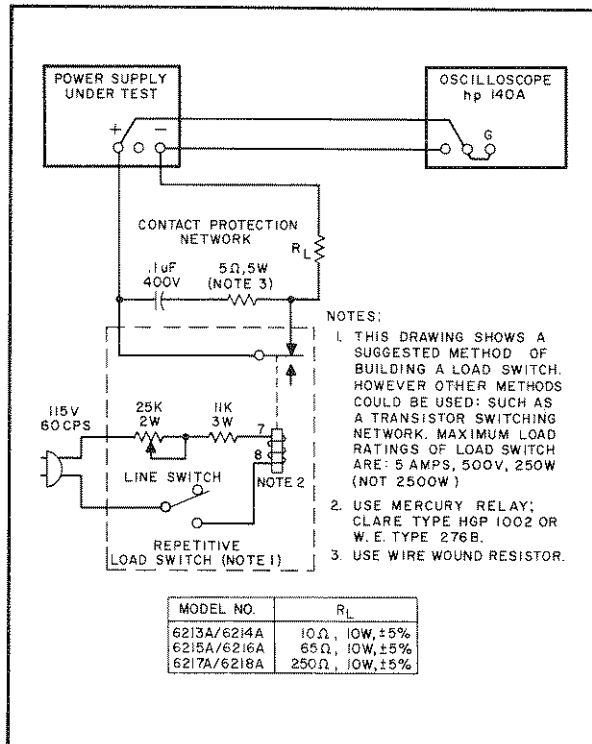 POWER SUPPLY
UNDER TEST
+ −
OSCILLOSCOPE
hp 140A
G
CONTACT PROTECTION
NETWORK
.1uF
400V
5Ω,5W
(NOTE 3)
RL
115V
60CPS
25K
2W
11K
3W
7
8
NOTE 2
LINE SWITCH
REPETITIVE
LOAD SWITCH (NOTE 1)
NOTES:
1. THIS DRAWING SHOWS A
SUGGESTED METHOD OF
BUILDING A LOAD SWITCH.
HOWEVER OTHER METHODS
COULD BE USED: SUCH AS
A TRANSISTOR SWITCHING
NETWORK. MAXIMUM LOAD
RATINGS OF LOAD SWITCH
ARE: 5 AMPS, 500V, 250W
(NOT 2500W)
2. USE MERCURY RELAY;
CLARE TYPE HGP 1002 OR
W. E. TYPE 276B.
3. USE WIRE WOUND RESISTOR.
MODEL NO. RL
6213A/6214A 10Ω, 10W,±5%
6215A/6216A 65Ω, 10W,±5%
6217A/6218A 250Ω, 10W,±5%